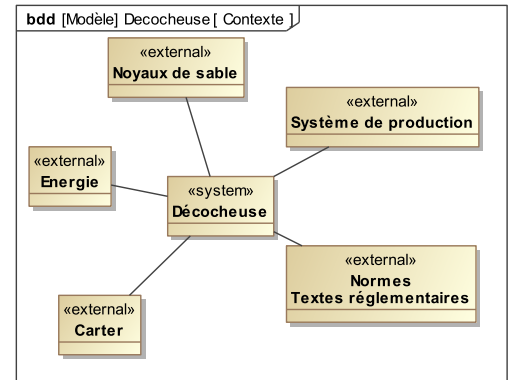 bdd [Modèle] Decocheuse [ Contexte ]
«external»
Noyaux de sable
«external»
Système de production
«external»
Energie
«system»
Décocheuse
«external»
Normes
Textes réglementaires
«external»
Carter